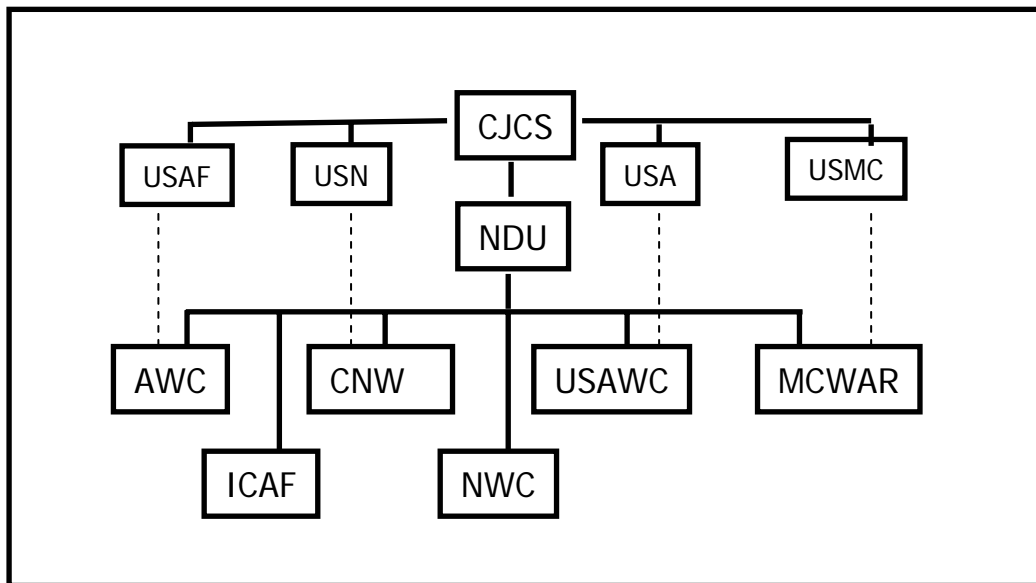 CJCS
USAF
USN
USA
USMC
NDU
AWC
CNW
USAWC
MCWAR
ICAF
NWC